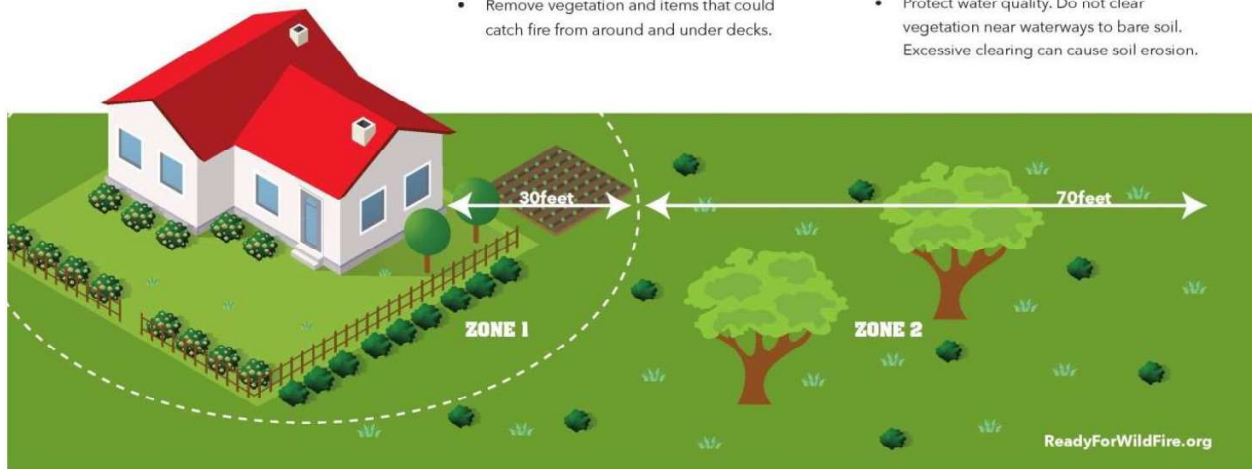 • Remove vegetation and items that could
catch fire from around and under decks.
• Protect water quality. Do not clear
vegetation near waterways to bare soil.
Excessive clearing can cause soil erosion.
30feet
70feet
ZONE 1
ZONE 2
ReadyForWildFire.org